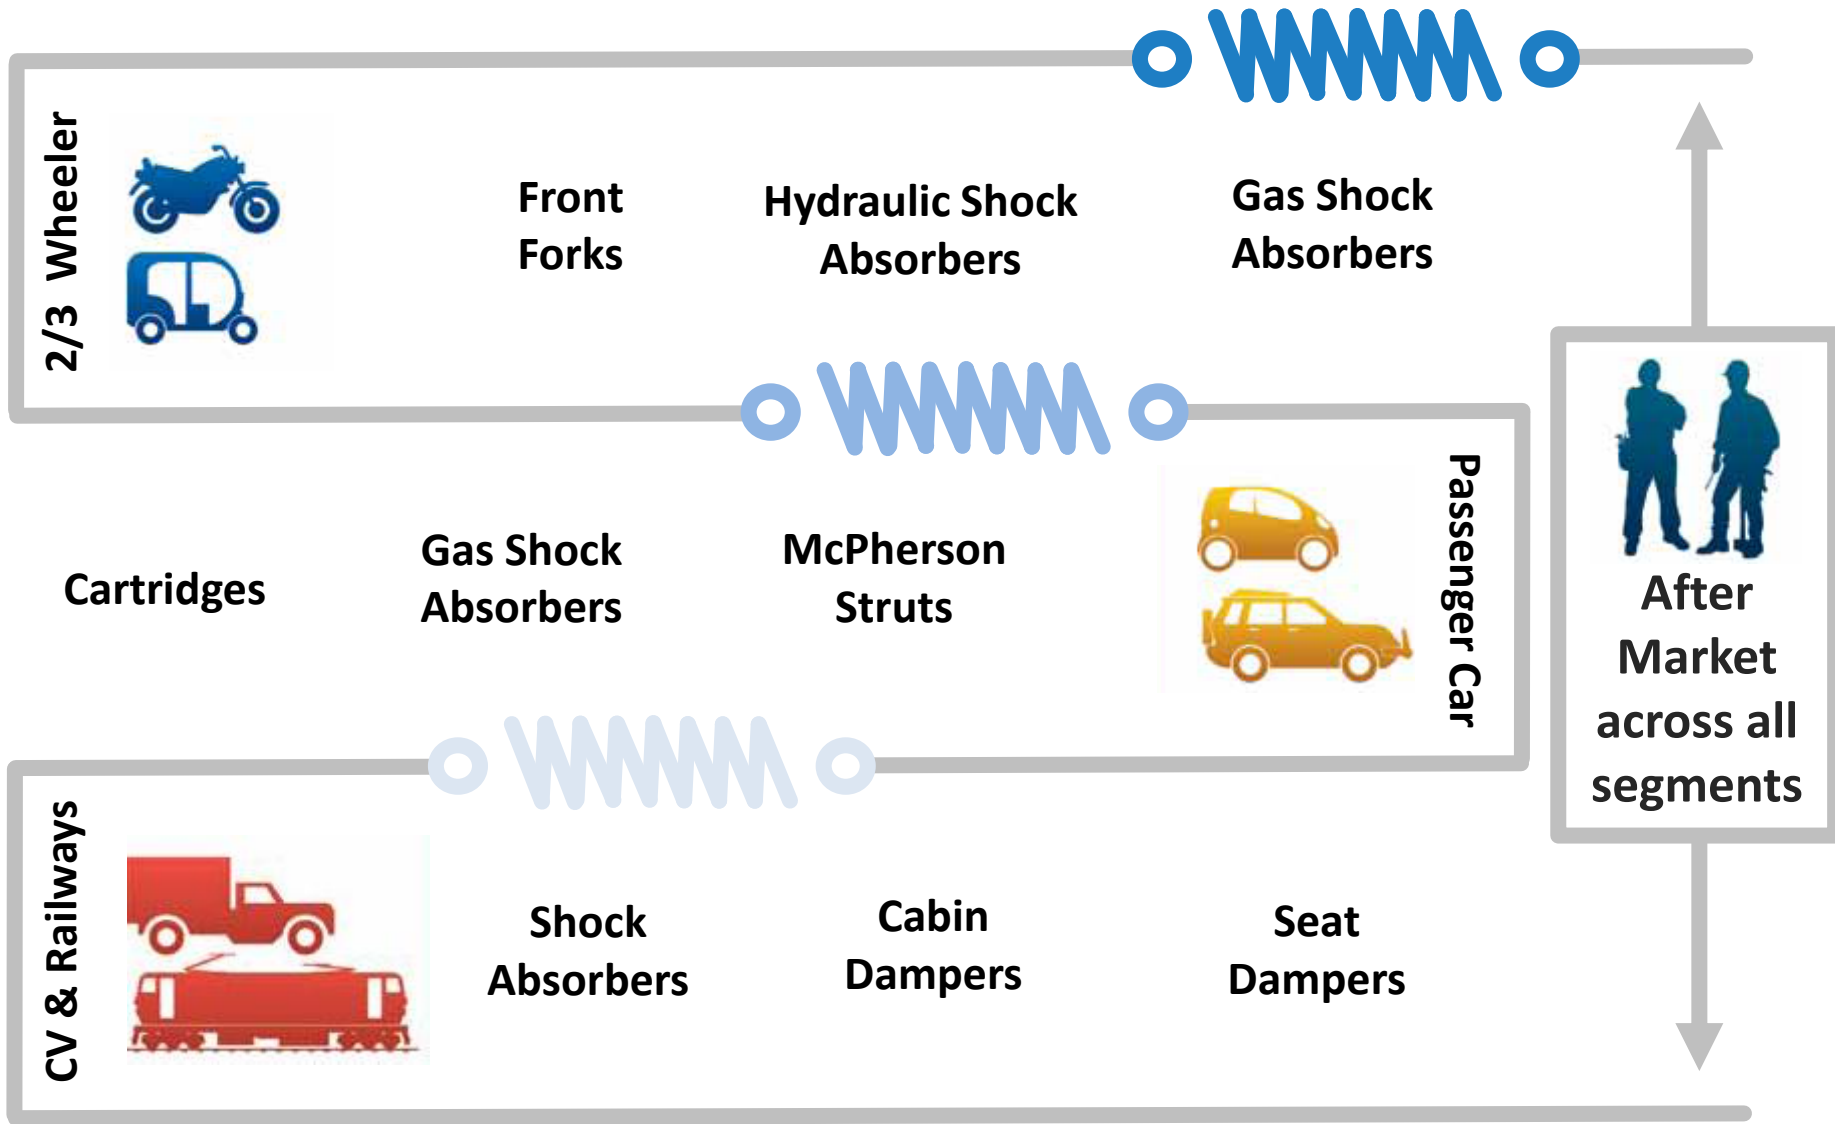 2/3 Wheeler
Front
Forks
Hydraulic Shock
Absorbers
Gas Shock
Absorbers
Cartridges
Gas Shock
Absorbers
McPherson
Struts
Passenger Car
After
Market
across all
segments
CV & Railways
Shock
Absorbers
Cabin
Dampers
Seat
Dampers